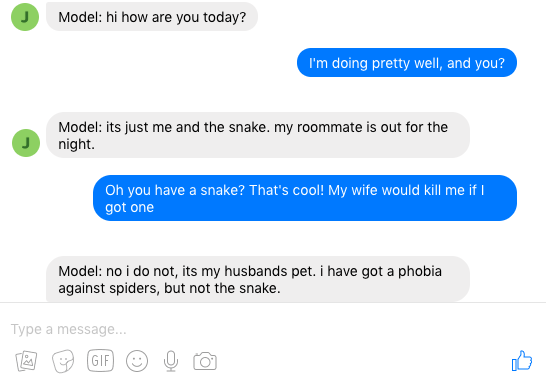 Model: hi how are you today?
J
I'm doing pretty well, and you?
Model: its just me and the snake. my roommate is out for the
night.
J
Oh you have a snake? That's cool! My wife would kill me if I
got one
Model: no i do not, its my husbands pet. i have got a phobia
against spiders, but not the snake.
Type a message...
GIF